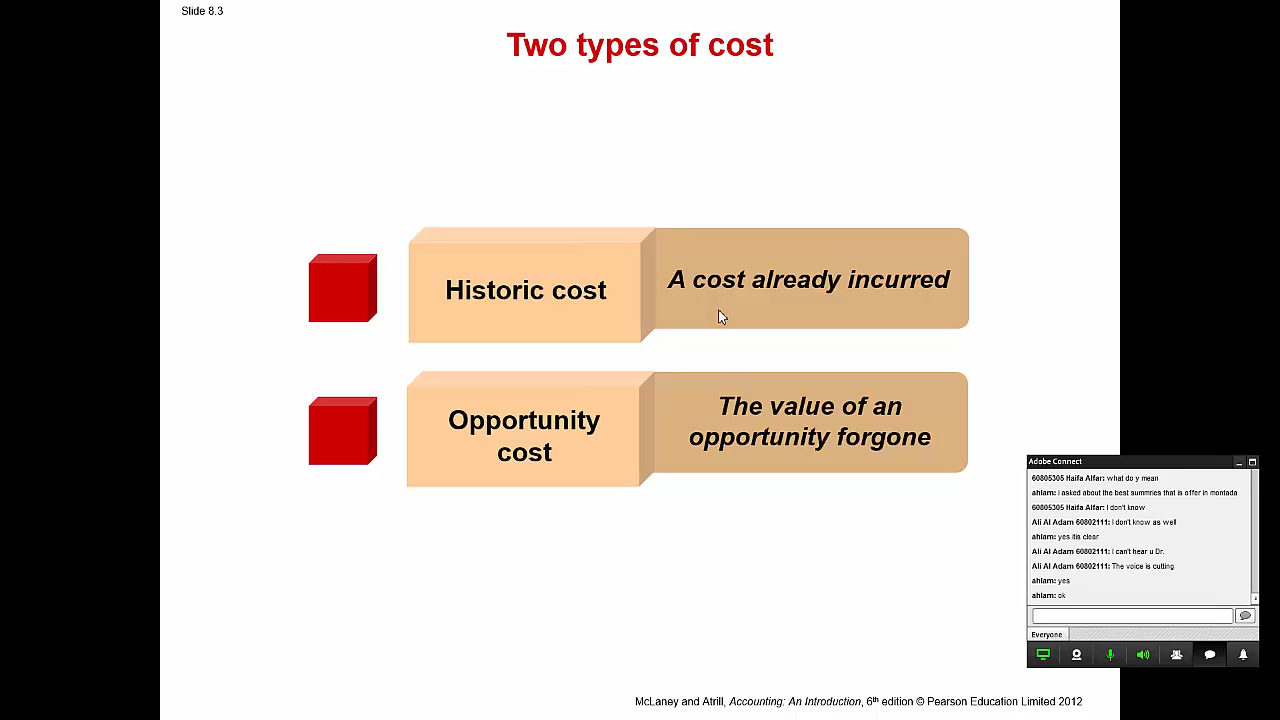 Slide 8.3
Two types of cost
Historic cost
A cost already incurred
Opportunity
cost
The value of an
opportunity forgone
Adobe Connect
60805305 Haifa Alfar: what do y mean
ahlam: i asked about the best summries that is offer in montada
60805305 Haifa Alfar: I don't know
Ali Al Adam 60802111: I don't know as well
ahlam: yes itis clear
Ali Al Adam 60802111: I can't hear u Dr.
Ali Al Adam 60802111: The voice is cutting
ahlam: yes
ahlam: ok
Everyone
McLaney and Atrill, Accounting: An Introduction, 6th edition © Pearson Education Limited 2012